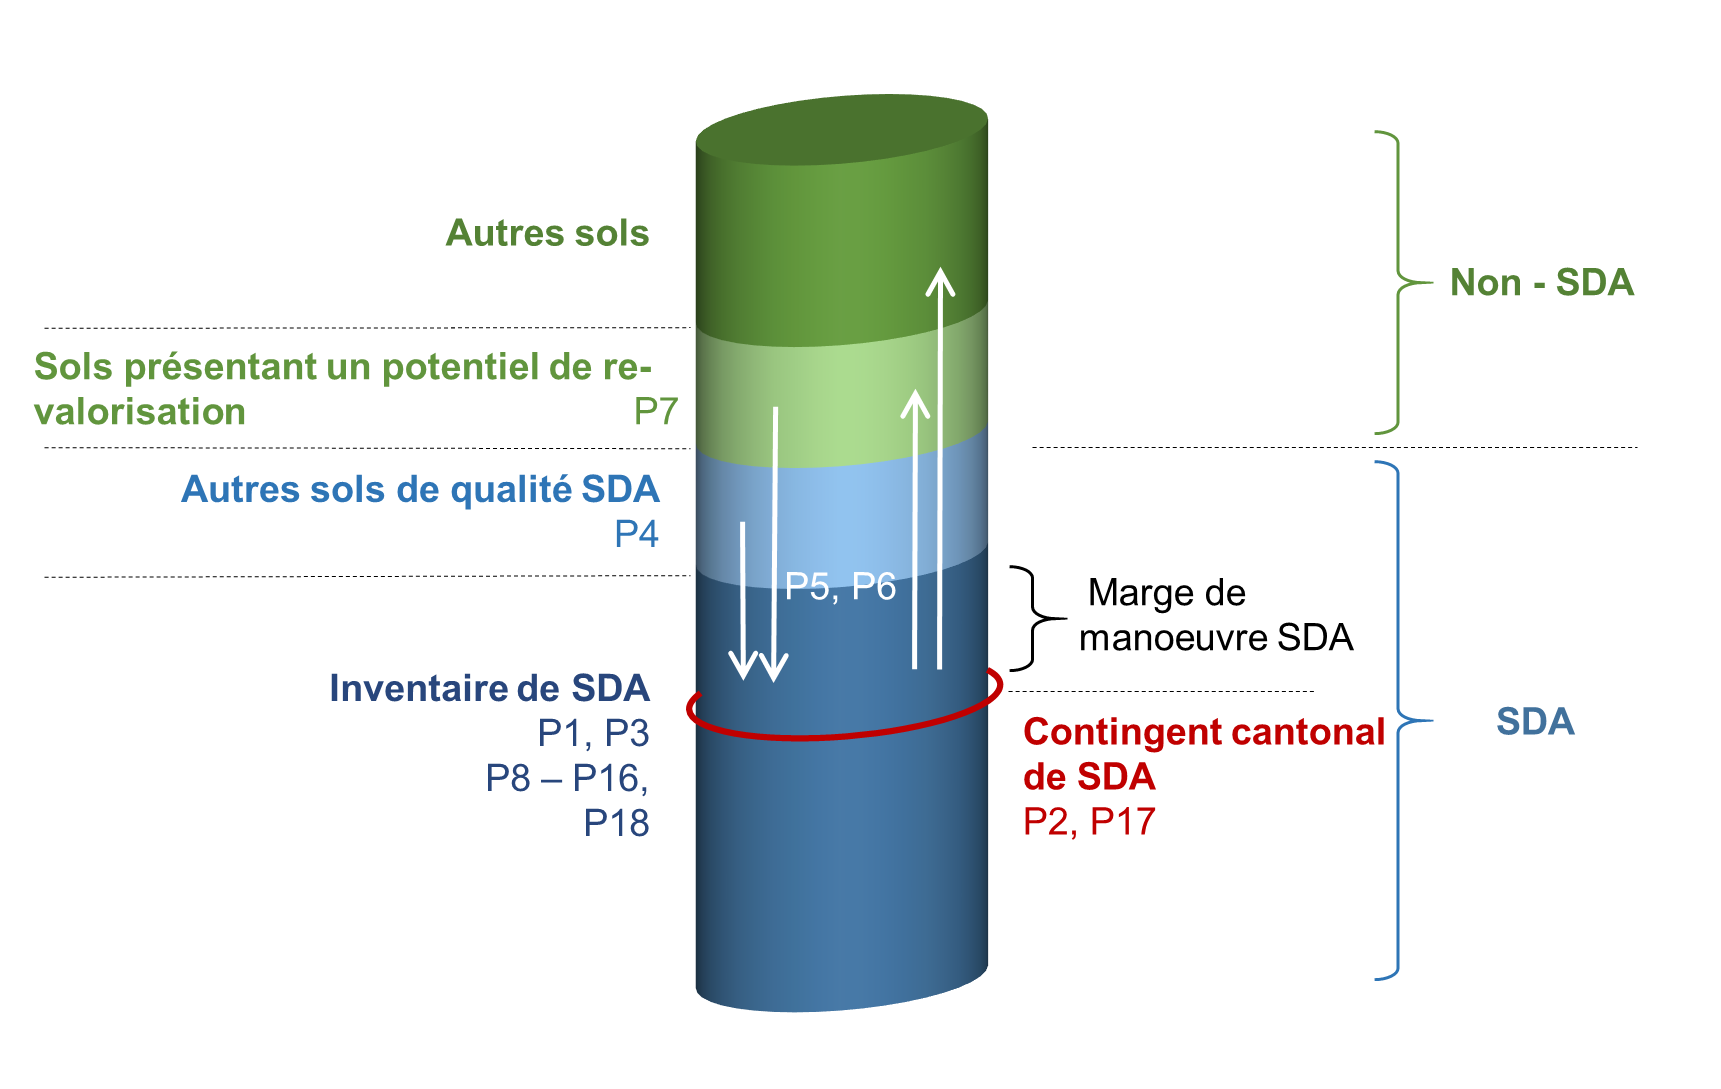 Autres sols
Non - SDA
Sols présentant un potentiel de re-
valorisation P7
Autres sols de qualité SDA
P4
P5, P6
Marge de
manoeuvre SDA
Inventaire de SDA
P1, P3
P8 – P16,
P18
Contingent cantonal
de SDA
P2, P17
SDA